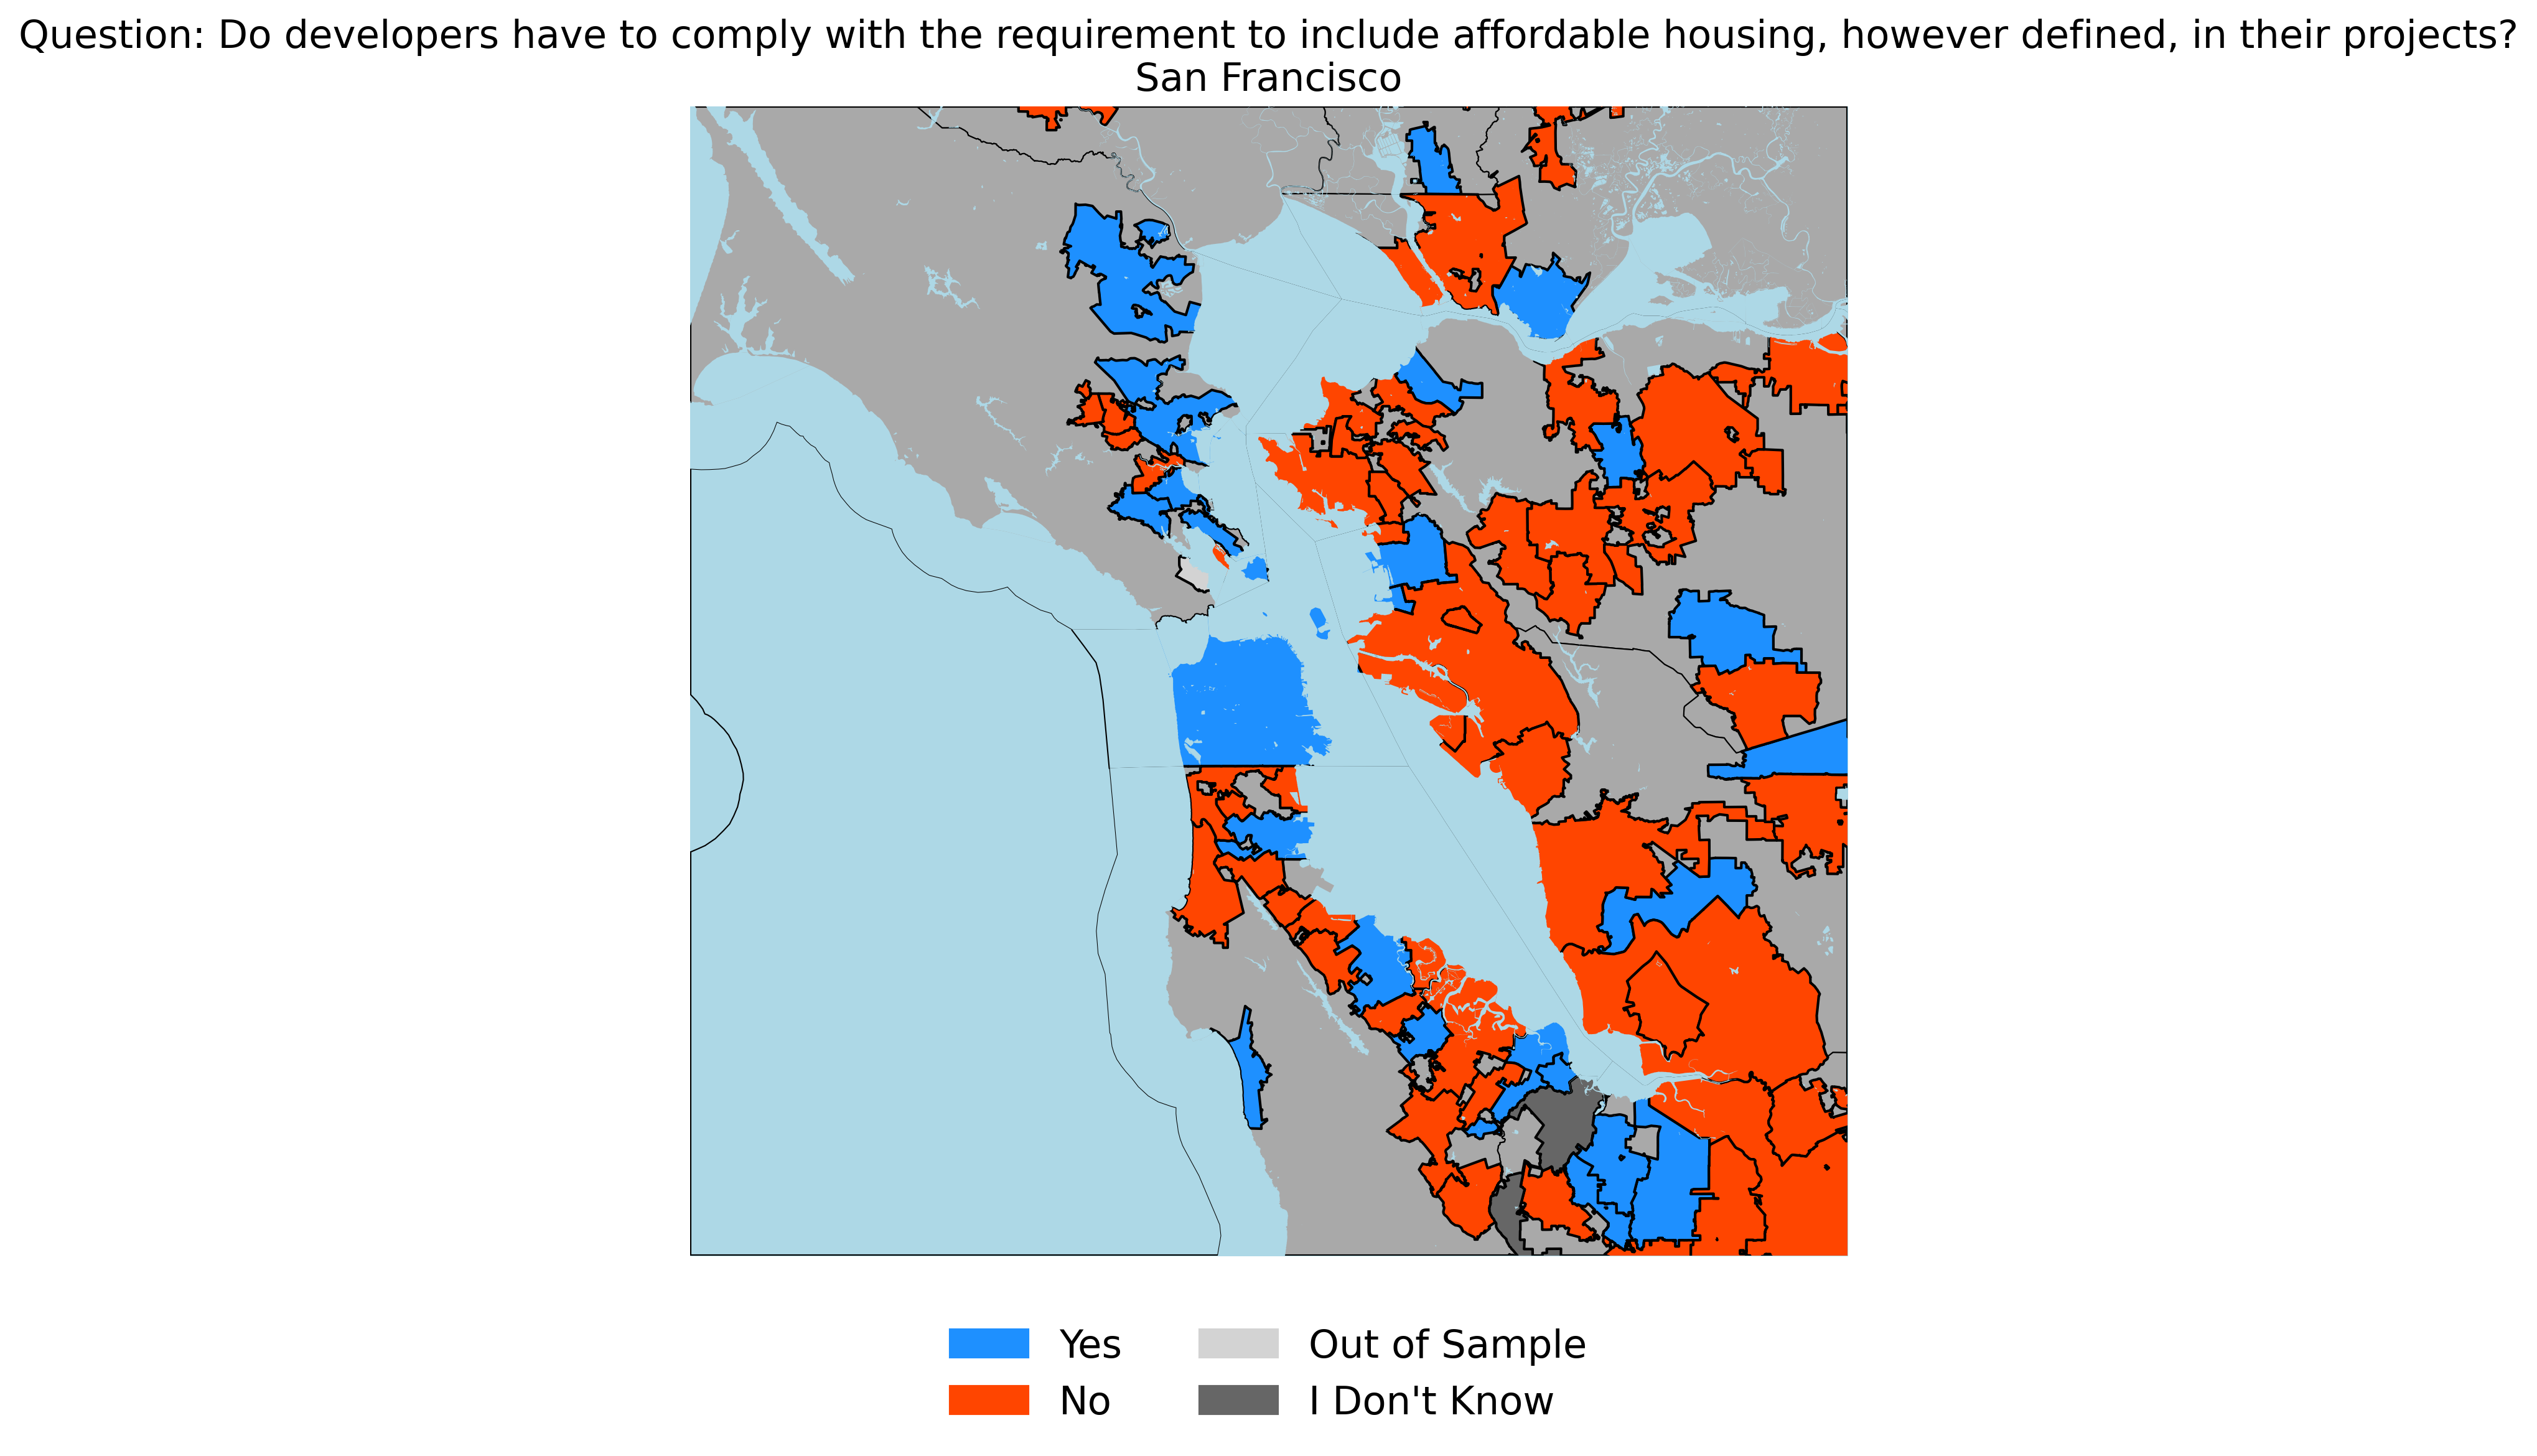 Question: Do developers have to comply with the requirement to include affordable housing, however defined, in their projects?
San Francisco
Yes
No
Out of Sample
I Don't Know